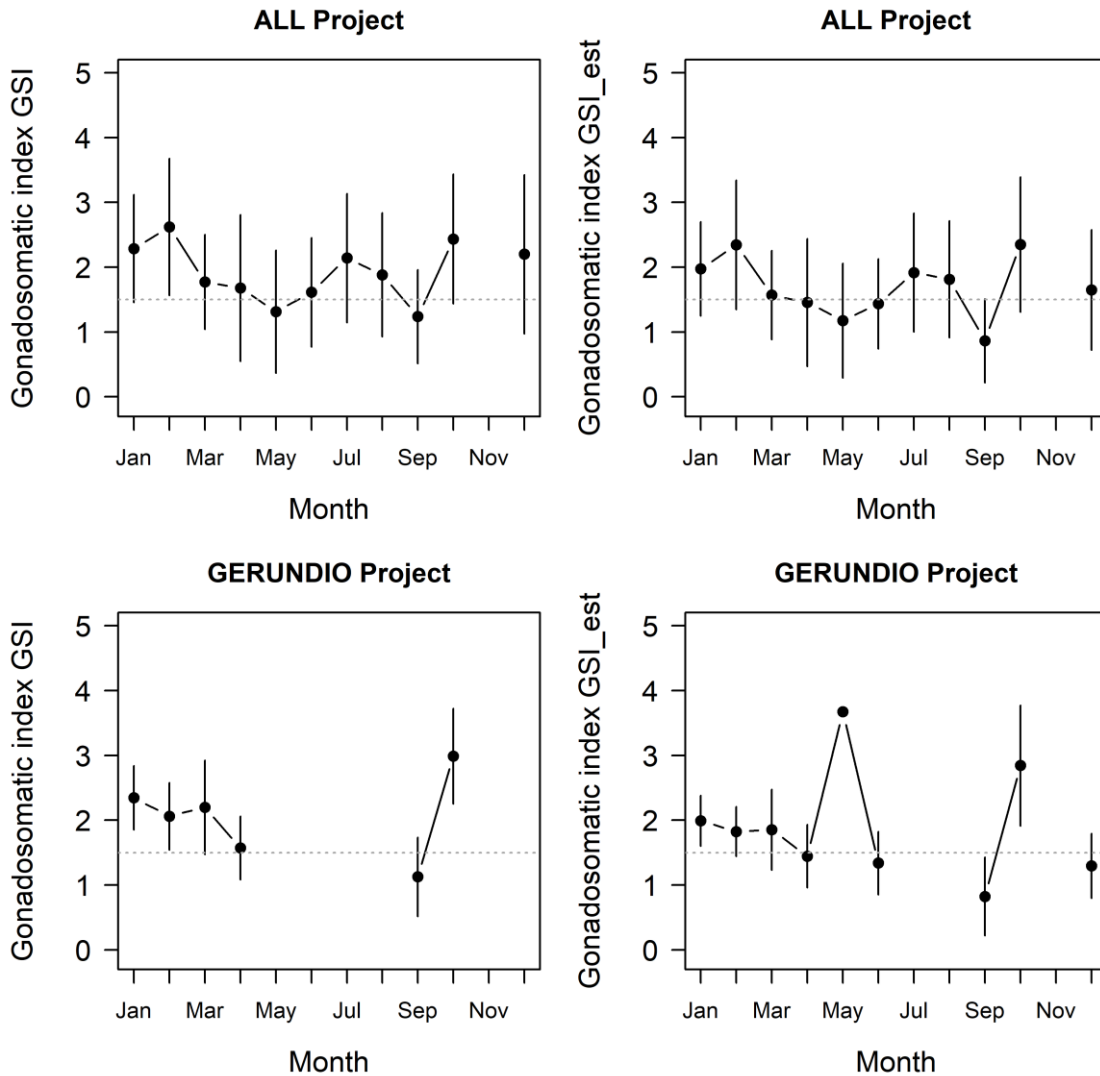 ALL Project
Gonadosomatic index GSI
5
4
3
2
1
0
Jan Mar May Jul Sep Nov
Month
ALL Project
Gonadosomatic index GSI_est
5
4
3
2
1
0
Jan Mar May Jul Sep Nov
Month
GERUNDIO Project
Gonadosomatic index GSI
5
4
3
2
1
0
Jan Mar May Jul Sep Nov
Month
GERUNDIO Project
Gonadosomatic index GSI_est
5
4
3
2
1
0
Jan Mar May Jul Sep Nov
Month